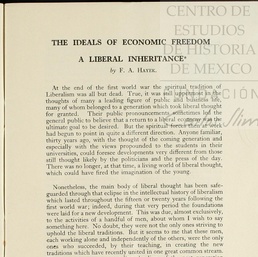 CENTRO DE
ESTUDIOS
DE HISTORIA
DE MEXICO
THE IDEALS OF ECONOMIC FREEDOM
A LIBERAL INHERITANCE*
by F. A. HAYEK.
At the end of the first world war the spiritual tradition of
Liberalism was all but dead. True, it was still uppermost in the
thoughts of many a leading figure of public and business life,
many of whom belonged to a generation which took liberal thought
for granted. Their public pronouncements sometimes led the
general public to believe that a return to a liberal economy was the
ultimate goal to be desired. But the spiritual forces then at work
had begun to point in quite a different direction. Anyone familiar,
thirty years ago, with the thought of the coming generation and
especially with the views propounded to the students in their
universities, could foresee developments very different from those
still thought likely by the politicians and the press of the day.
There was no longer, at that time, a living world of liberal thought,
which could have fired the imagination of the young.
Nonetheless, the main body of liberal thought has been safe-
guarded through that eclipse in the intellectual history of liberalism
which lasted throughout the fifteen or twenty years following the
first world war; indeed, during that very period the foundations
were laid for a new development. This was due, almost exclusively,
to the activities of a handful of men, about whom I wish to say
something here. No doubt, they were not the only ones striving to
uphold the liberal traditions. But it seems to me that these men,
each working alone and independently of the others, were the only
ones who succeeded, by their teaching, in creating the new
traditions which have recently united in one great common stream.